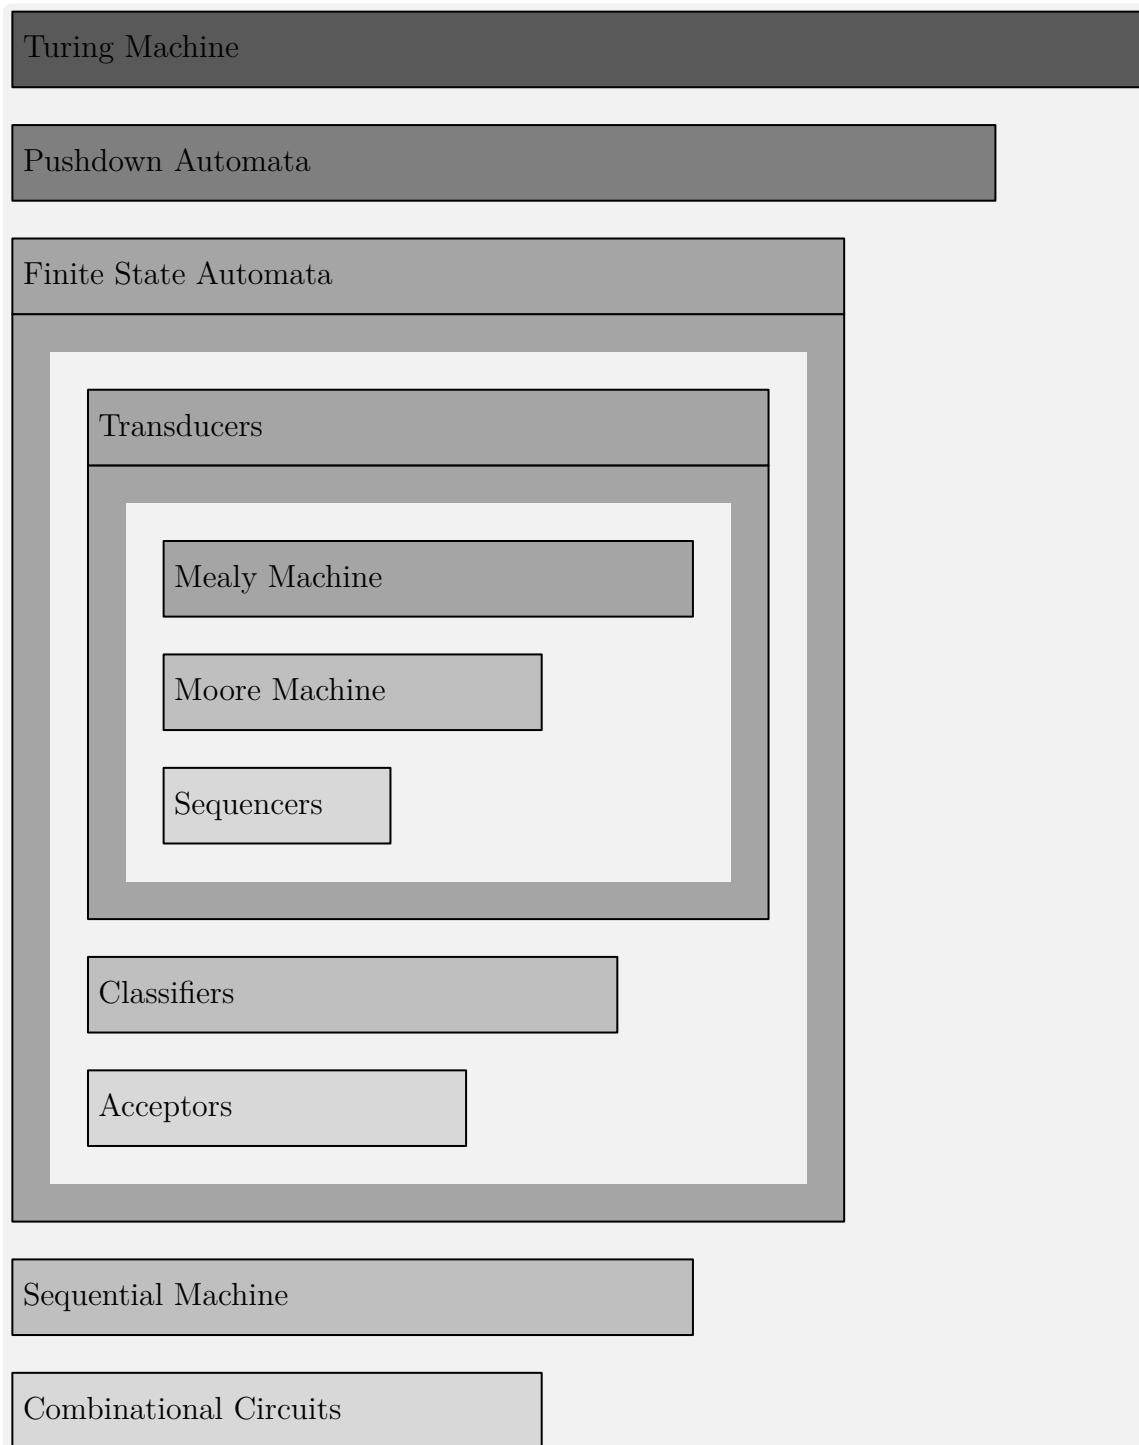 Turing Machine
Pushdown Automata
Finite State Automata
Transducers
Mealy Machine
Moore Machine
Sequencers
Classifiers
Acceptors
Sequential Machine
Combinational Circuits